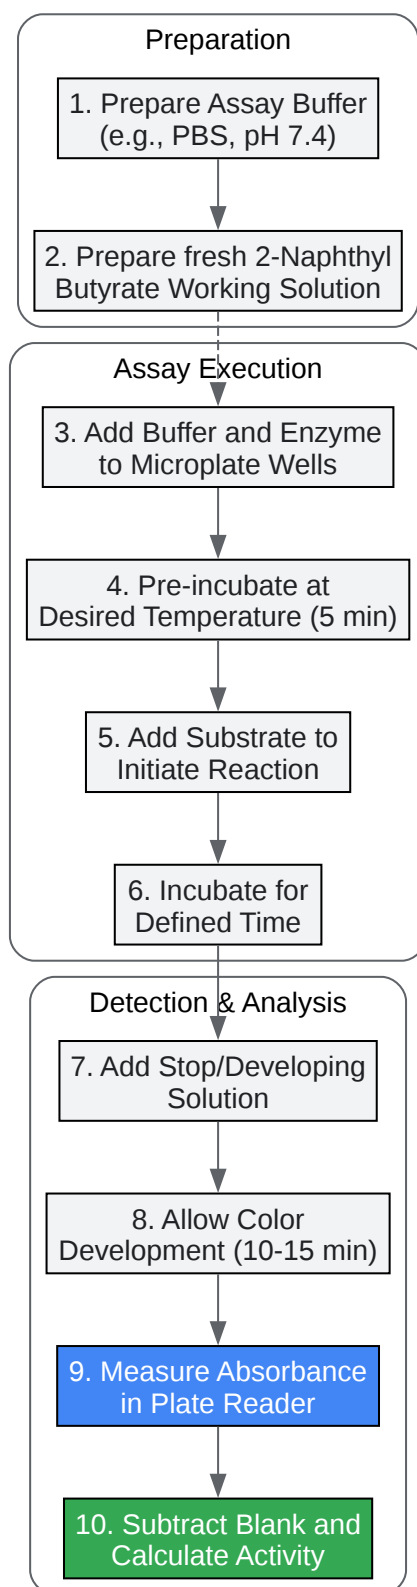 Preparation
1. Prepare Assay Buffer
(e.g., PBS, pH 7.4)
2. Prepare fresh 2-Naphthyl
Butyrate Working Solution
Assay Execution
3. Add Buffer and Enzyme
to Microplate Wells
4. Pre-incubate at
Desired Temperature (5 min)
5. Add Substrate to
Initiate Reaction
6. Incubate for
Defined Time
Detection & Analysis
7. Add Stop/Developing
Solution
8. Allow Color
Development (10-15 min)
9. Measure Absorbance
in Plate Reader
10. Subtract Blank and
Calculate Activity